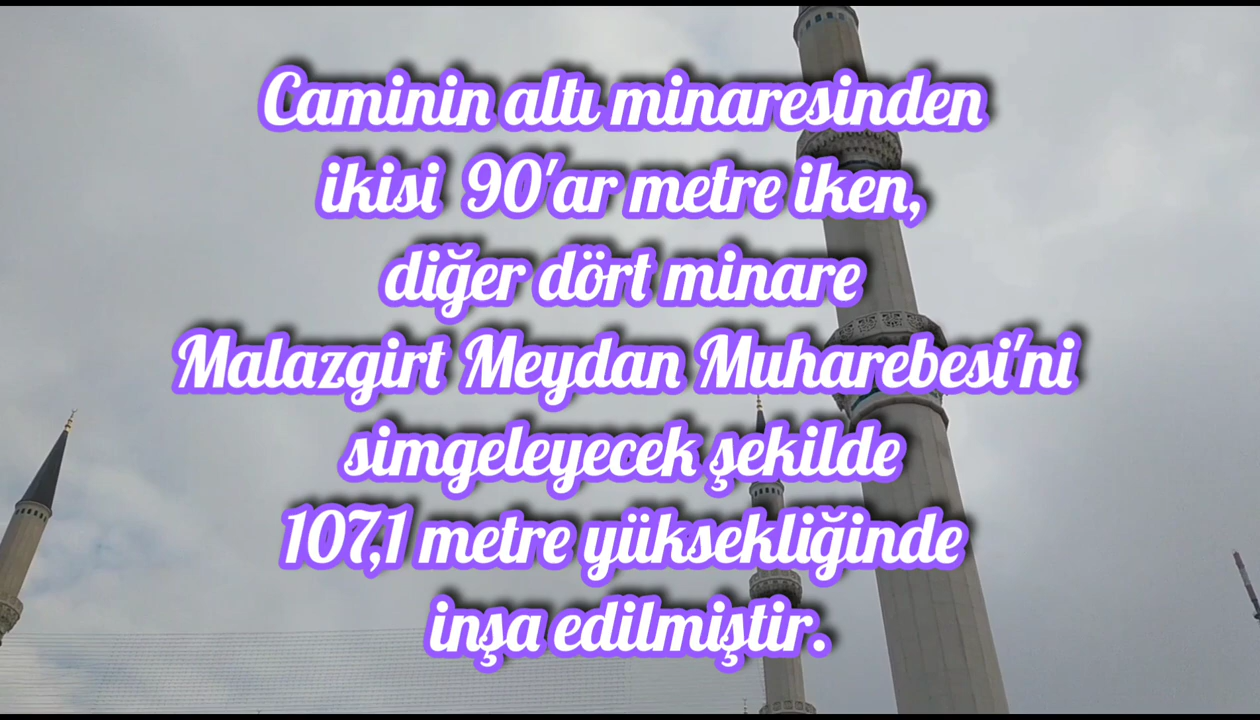 Caminin altı minaresinden
ikisi 90'ar metre iken,
diğer dört minare
Malazgirt Meydan Muharebesi'ni
simgeleyecek şekilde
107,1 metre yüksekliğinde
inşa edilmiştir.